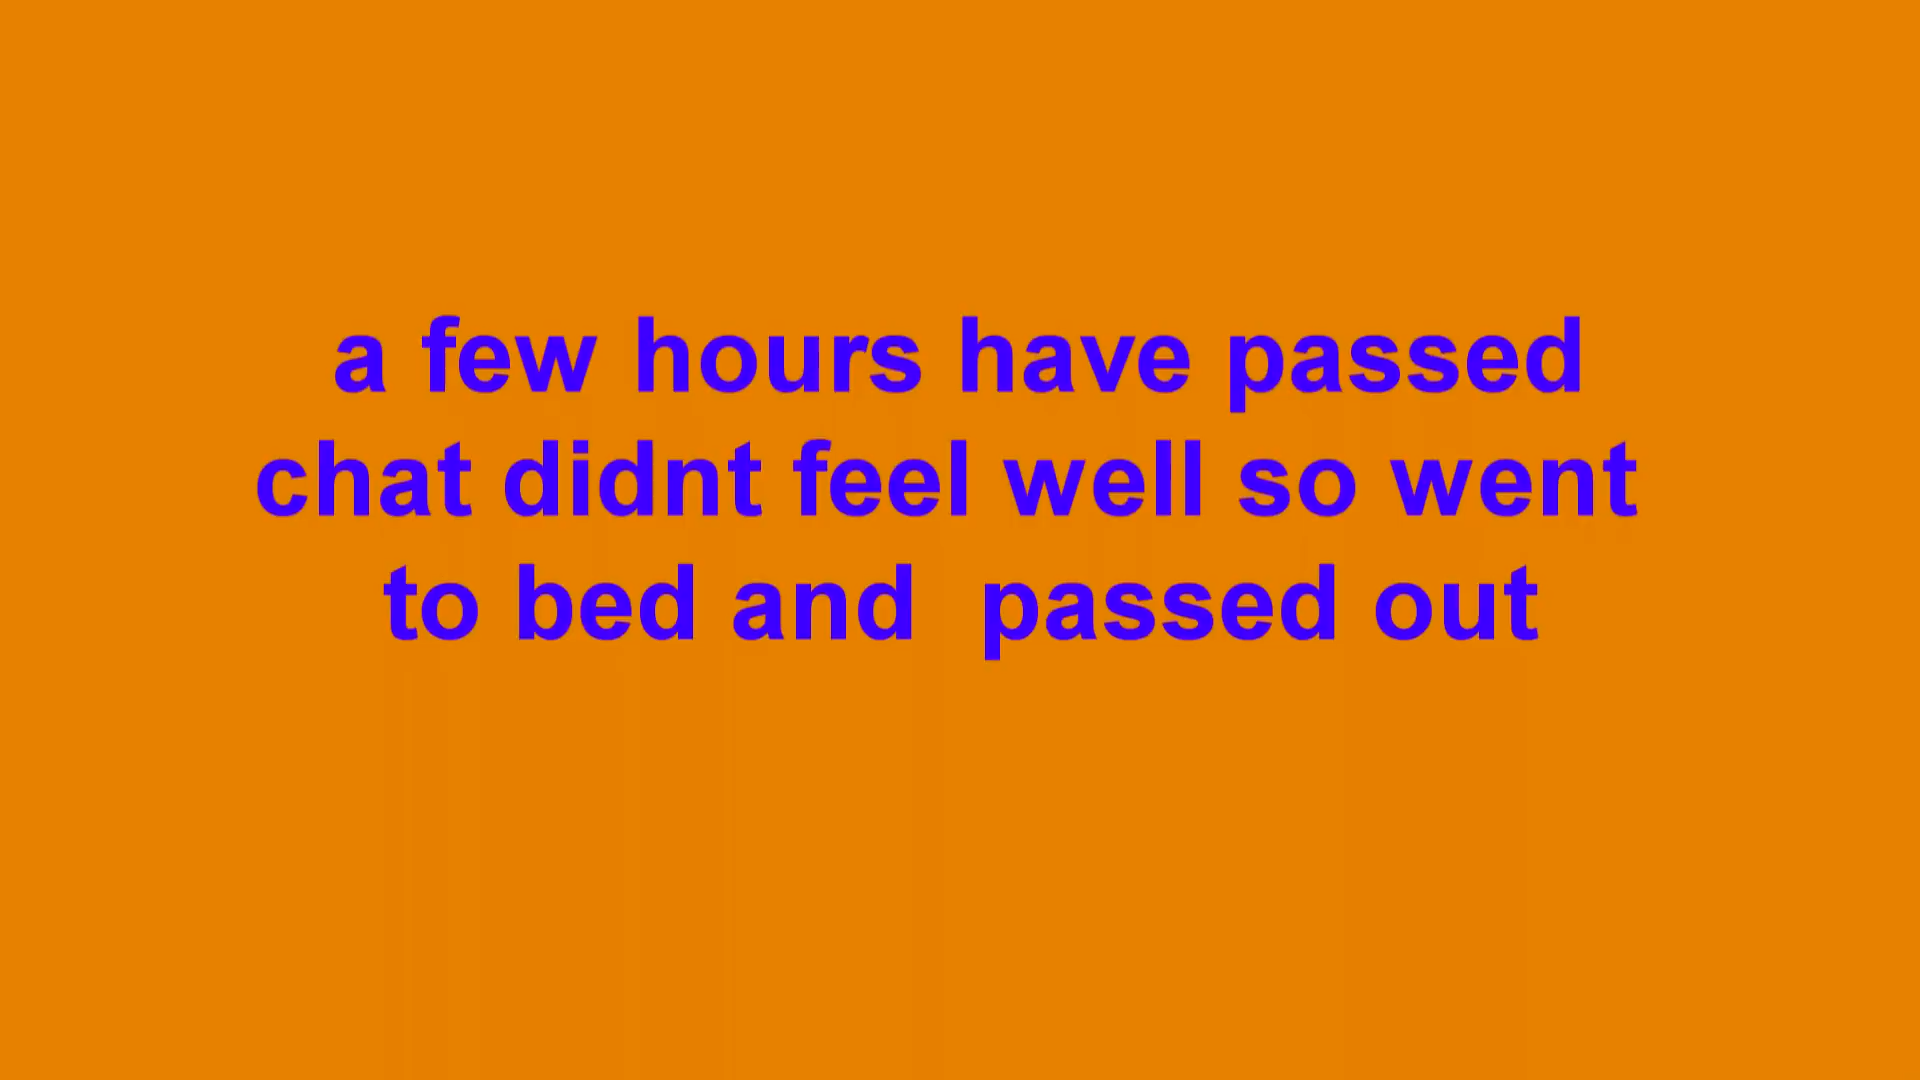 a few hours have passed
chat didnt feel well so went
to bed and  passed out